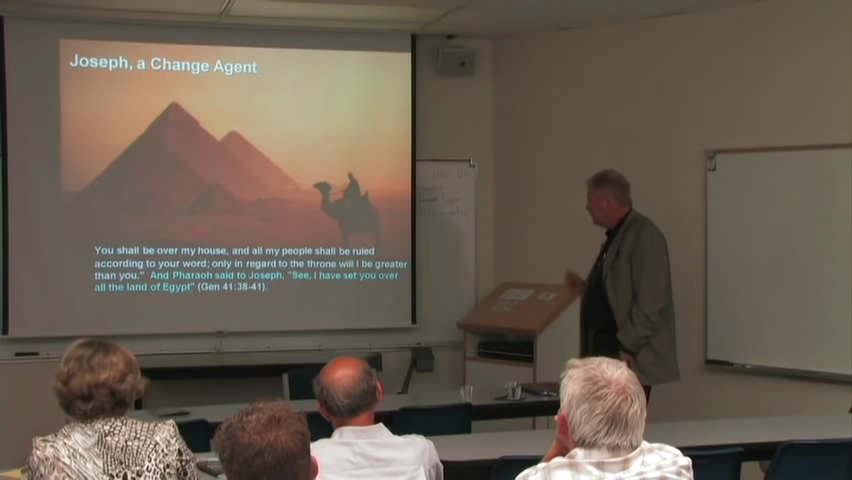 Joseph, a Change Agent
You shall be over my house, and all my people shall be ruled
according to your word; only in regard to the throne will I be greater
than you." And Pharaoh said to Joseph, "See, I have set you over
all the land of Egypt" (Gen 41:38-41).